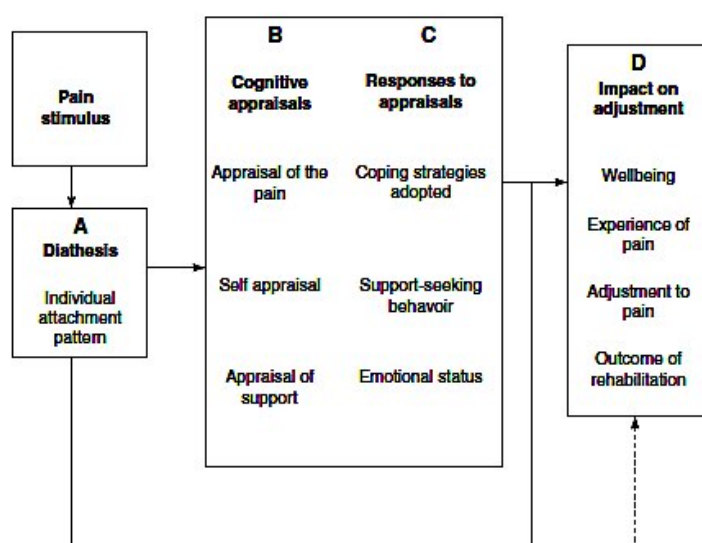 Pain
stimulus
A
Diathesis
Individual
attachment
pattern
B
Cognitive
appraisals
Appraisal of the
pain
Self appraisal
Appraisal of
support
C
Responses to
appraisals
Coping strategies
adopted
Support-seeking
behavoir
Emotional status
D
Impact on
adjustment
Wellbeing
Experience of
pain
Adjustment to
pain
Outcome of
rehabilitation